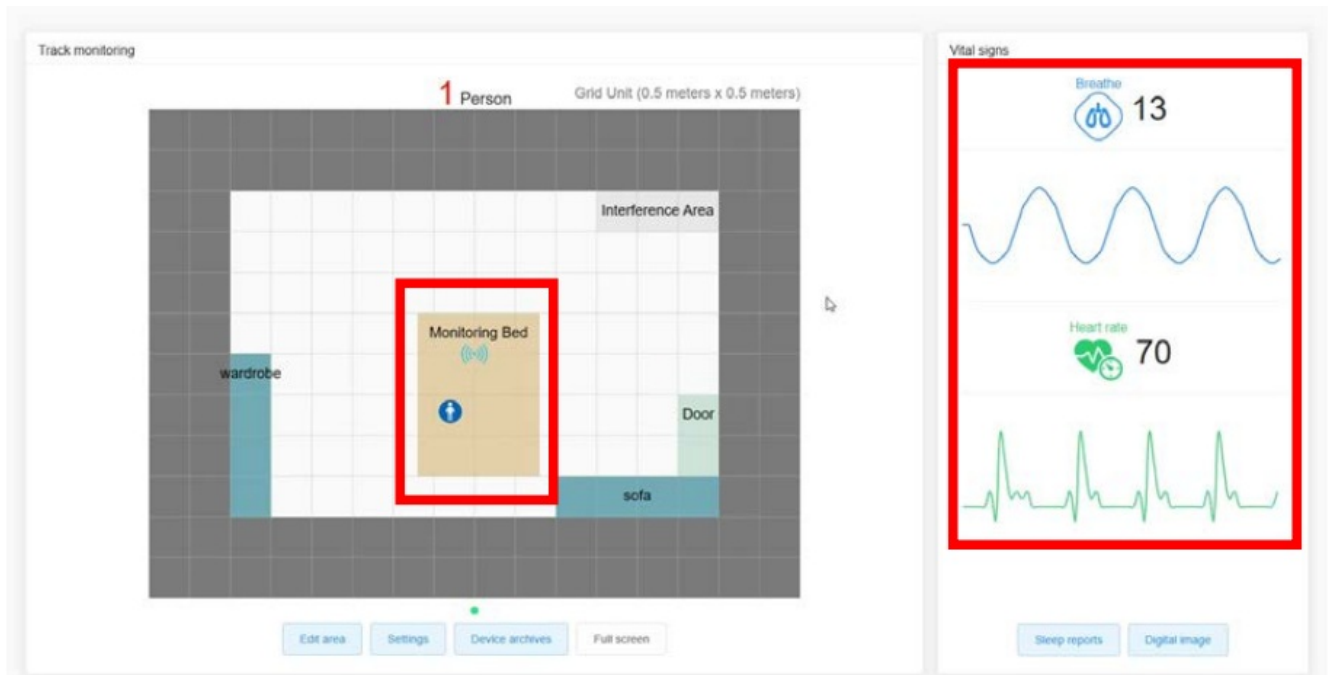 Track monitoring
1 Person
Grid Unit (0.5 meters x 0.5 meters)
Interference Area
Monitoring Bed
wardrobe
Door
sofa
Edit area
Settings
Device archives
Full screen
Vital signs
Breathe
13
Heart rate
70
Sleep reports
Digital image